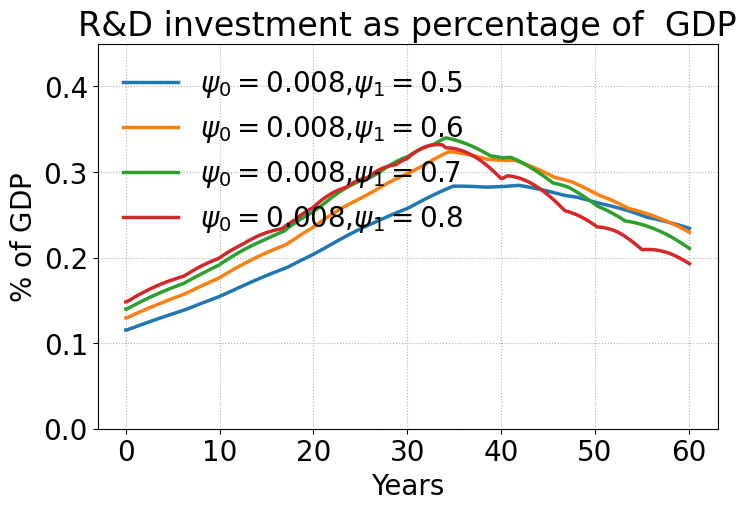 R&D investment as percentage of  GDP
% of GDP
0.4
0.3
0.2
0.1
0.0
ψ₀ = 0.008,ψ₁ = 0.5
ψ₀ = 0.008,ψ₁ = 0.6
ψ₀ = 0.008,ψ₁ = 0.7
ψ₀ = 0.008,ψ₁ = 0.8
0 10 20 30 40 50 60
Years